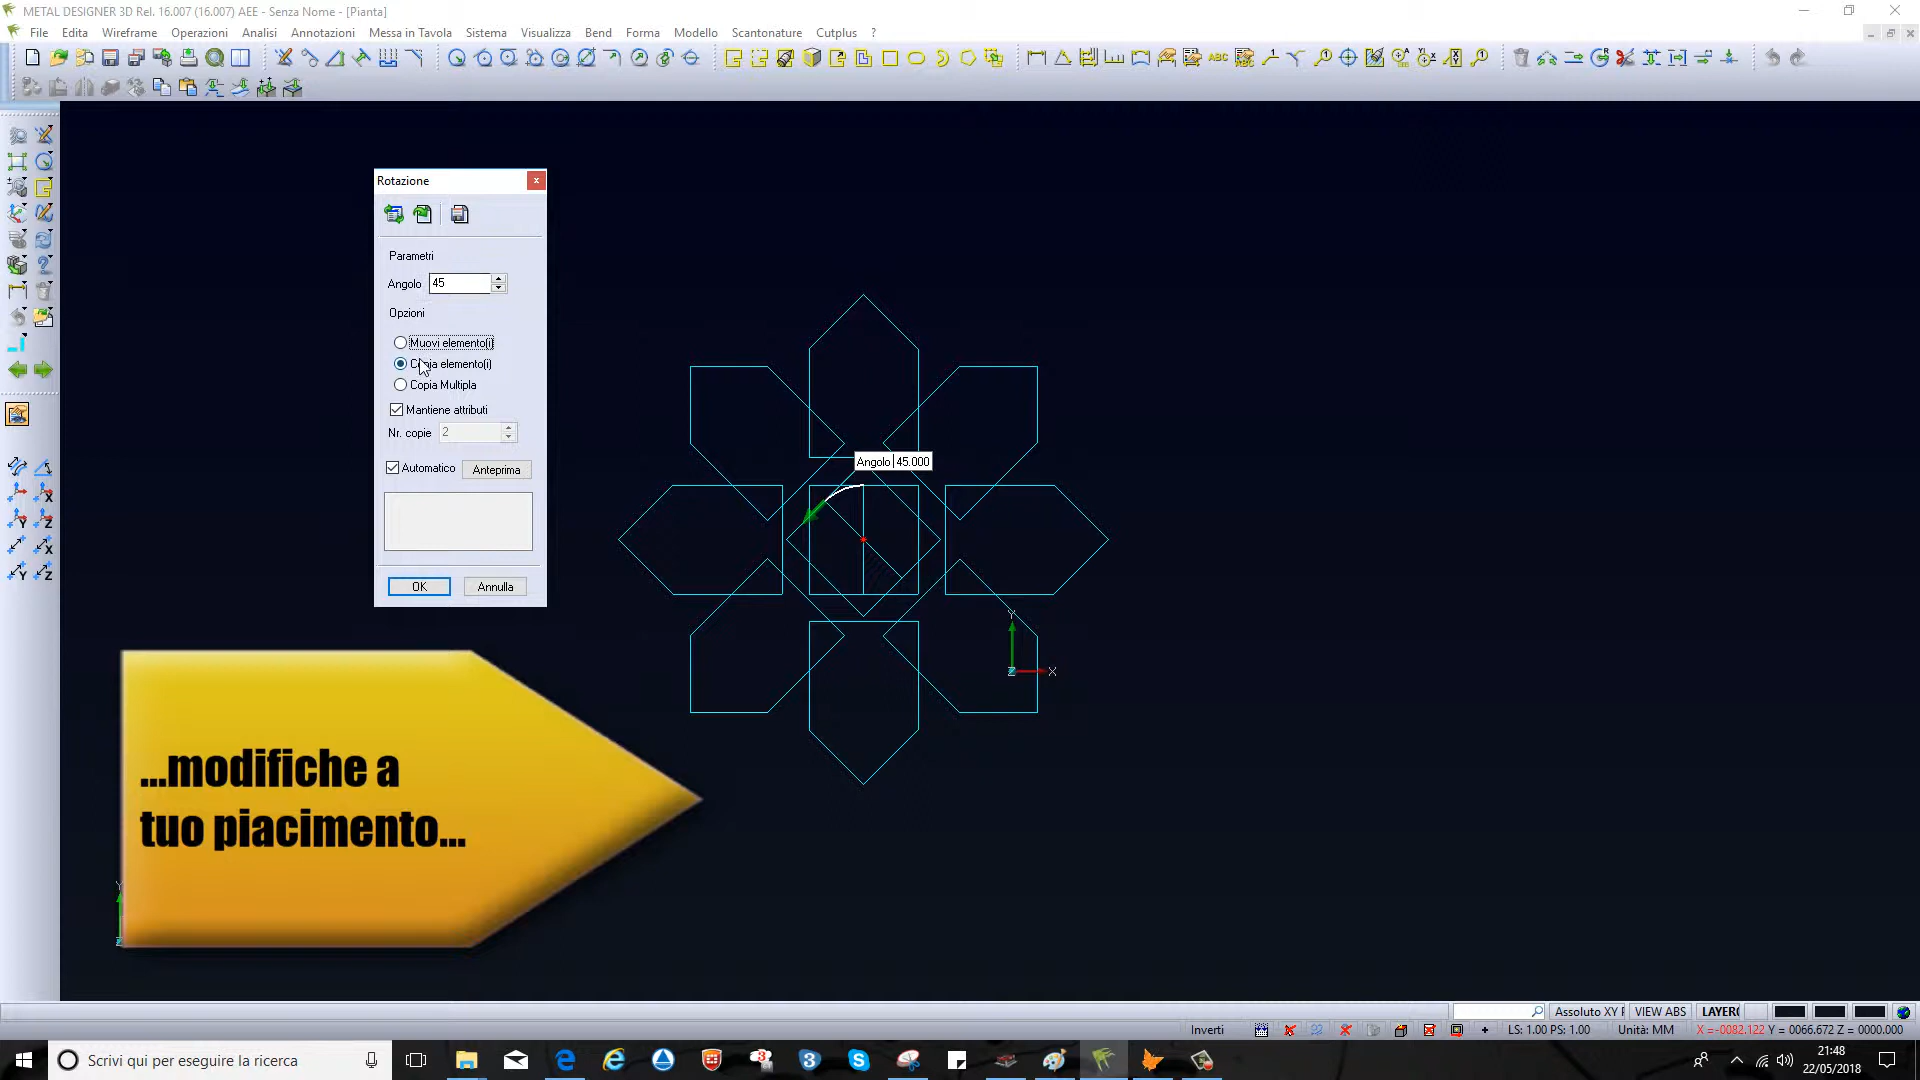 METAL DESIGNER 3D Rel. 16.007 (16.007) AEE - Senza Nome - [Pianta]
File Edita Wireframe Operazioni Analisi Annotazioni Messa in Tavola Sistema Visualizza Bend Forma Modello Scantonature Cutplus ?
Rotazione
Parametri
Angolo 45
Opzioni
Muovi elemento(i)
Copia elemento(i)
Copia Multipla
Mantiene attributi
Nr. copie 2
Automatico Anteprima
OK Annulla
Angolo 45.000
Y
Z X
...modifiche a
tuo piacimento...
Y
Assoluto XY VIEW ABS
Inverti LS: 1.00 PS: 1.00 Unità: MM X =-0082.122 Y = 0066.672 Z = 0000.000
Scrivi qui per eseguire la ricerca
21:48
22/05/2018